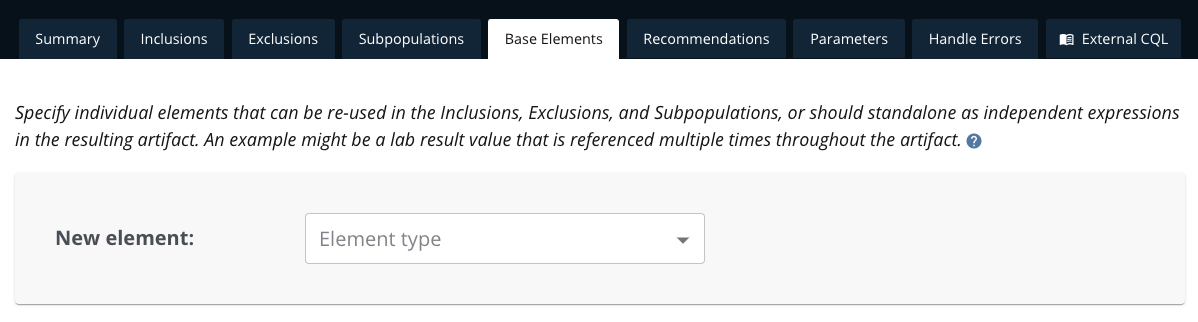 Summary Inclusions Exclusions Subpopulations Base Elements Recommendations Parameters Handle Errors External CQL
Specify individual elements that can be re-used in the Inclusions, Exclusions, and Subpopulations, or should standalone as independent expressions
in the resulting artifact. An example might be a lab result value that is referenced multiple times throughout the artifact. ?
New element: Element type